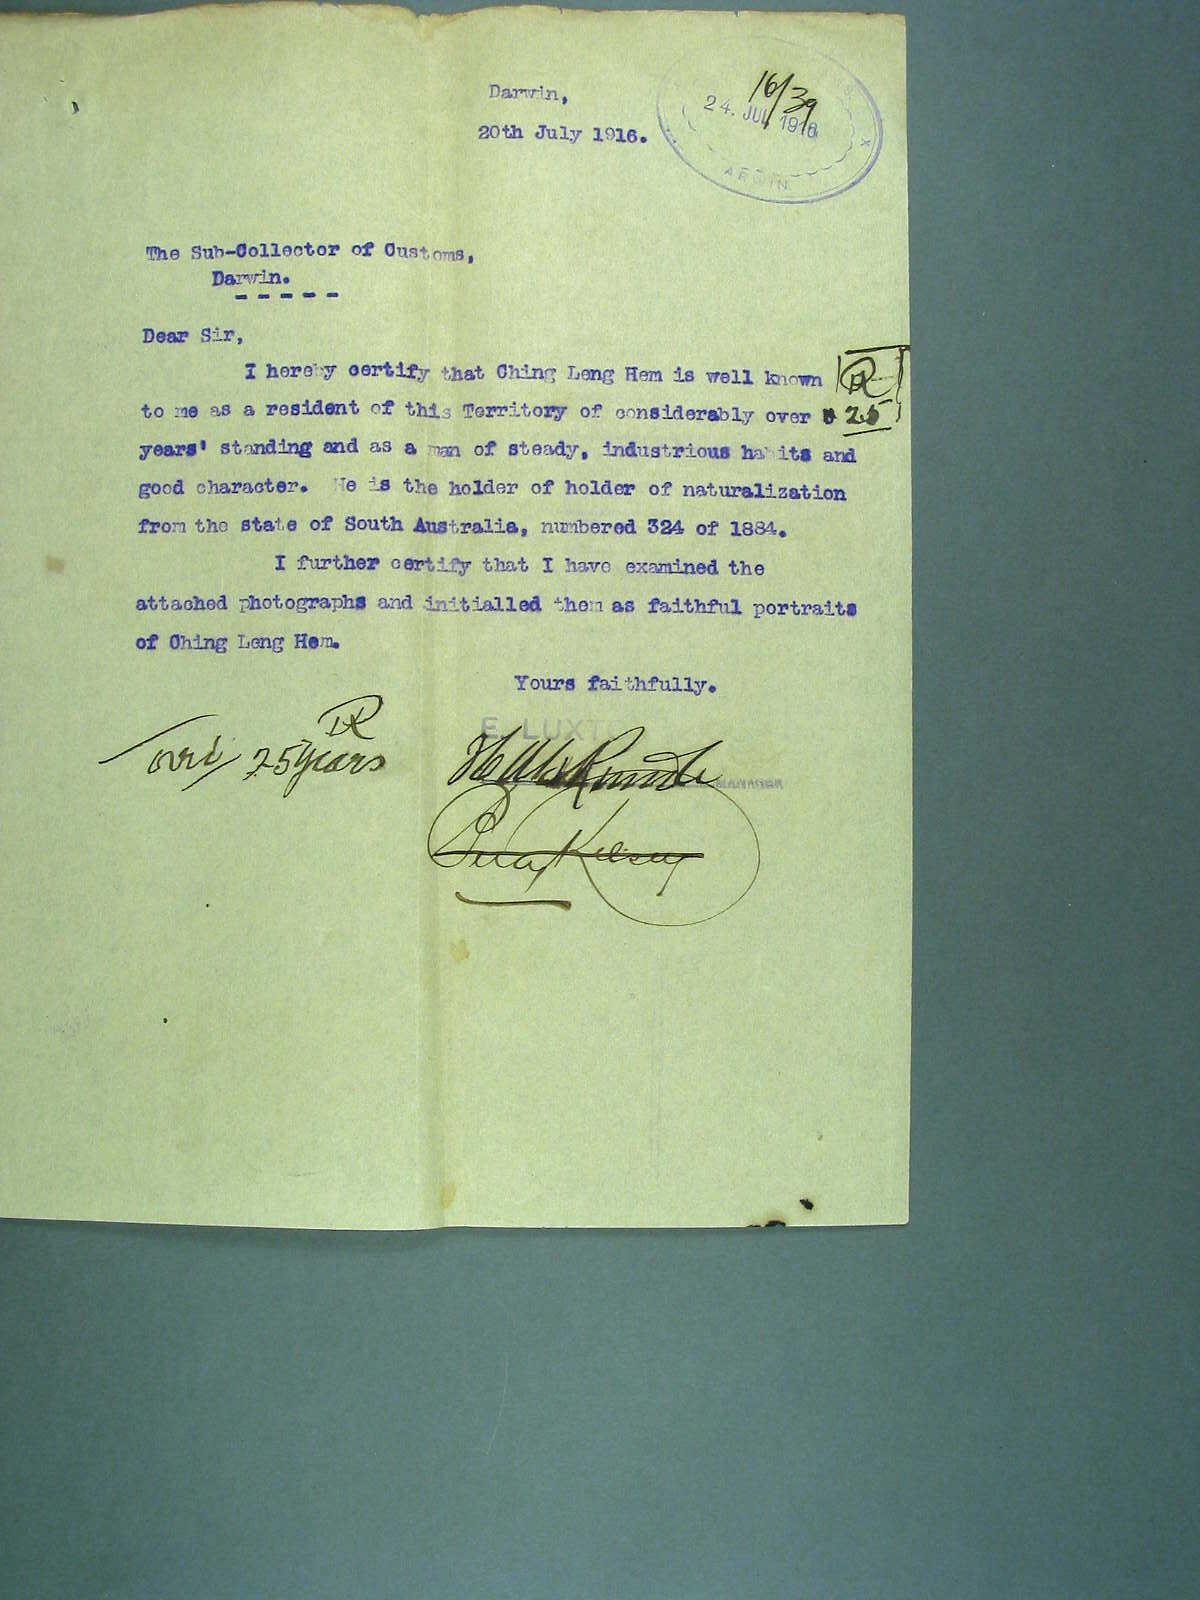 Darwin,
16/39
24. JUL 1916
ARWIN
20th July 1916.
The Sub-Collector of Customs,
Darwin.
- - - - -
Dear Sir,
I hereby certify that Ching Leng Hem is well known
to me as a resident of this Territory of considerably over 25
years' standing and as a man of steady, industrious habits and
good character. He is the holder of holder of naturalization
from the state of South Australia, numbered 324 of 1884.
I further certify that I have examined the
attached photographs and initialled them as faithful portraits
of Ching Leng Hem.
Yours faithfully.
E. LUXT
over 25 years
MANAGER
Kelsey